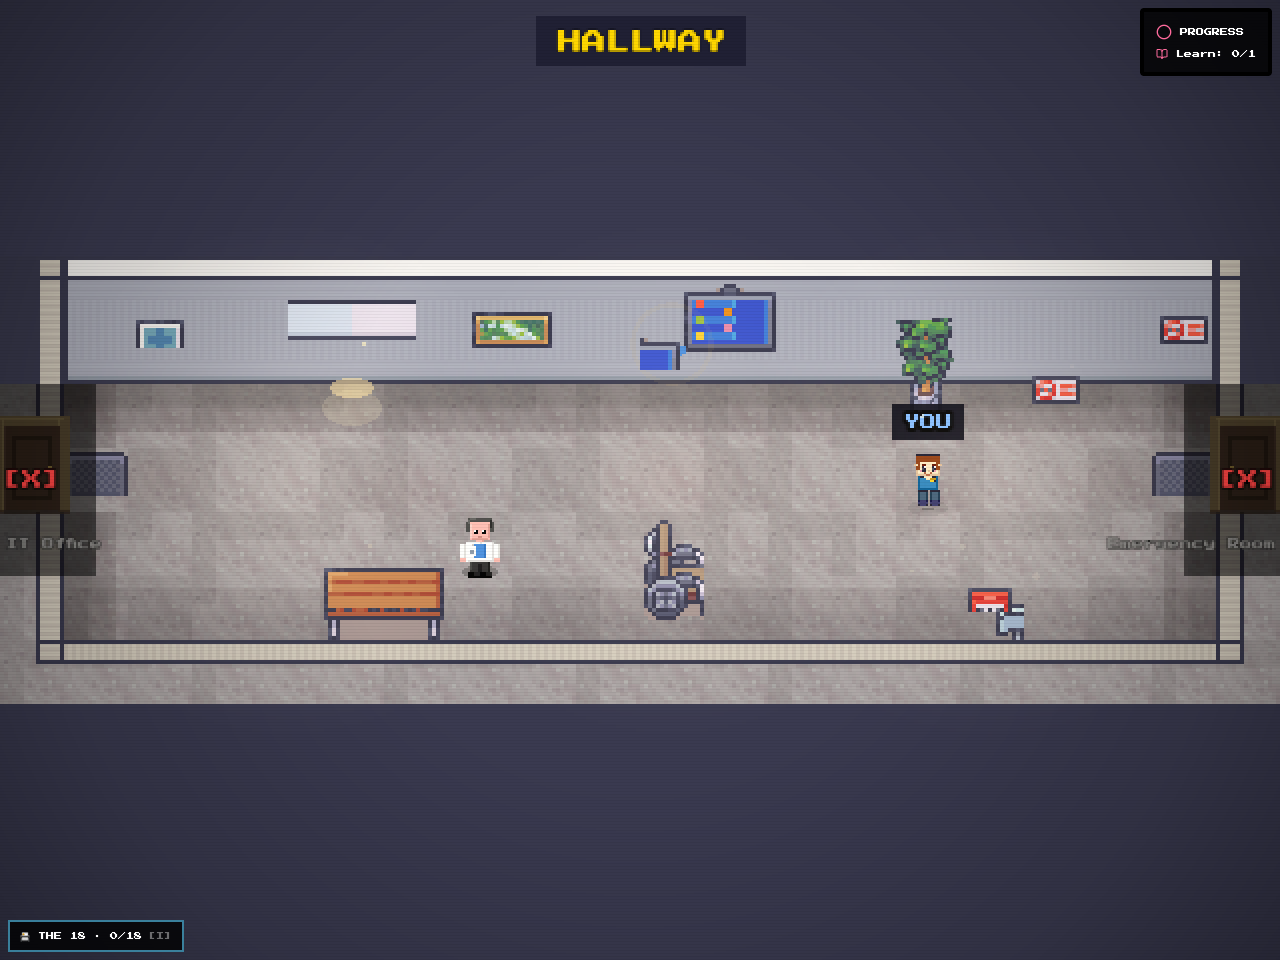 HALLWAY
PROGRESS
Learn: 0/1
YOU
[X]
[X]
IT Office
Emergency Room
THE 18 · 0/18 [I]